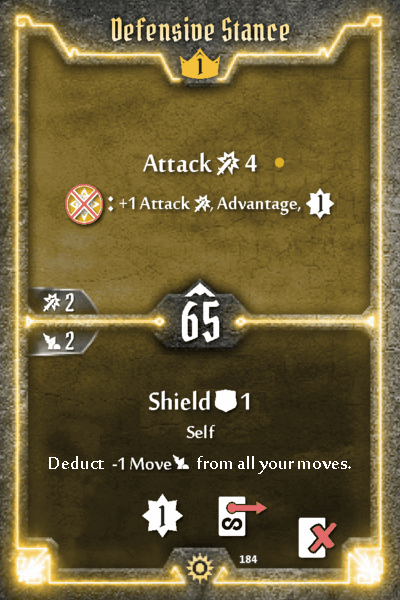 Defensive Stance
1
Attack 4
: +1 Attack , Advantage, 1
2
65
2
Shield 1
Self
Deduct -1 Move from all your moves.
1
184